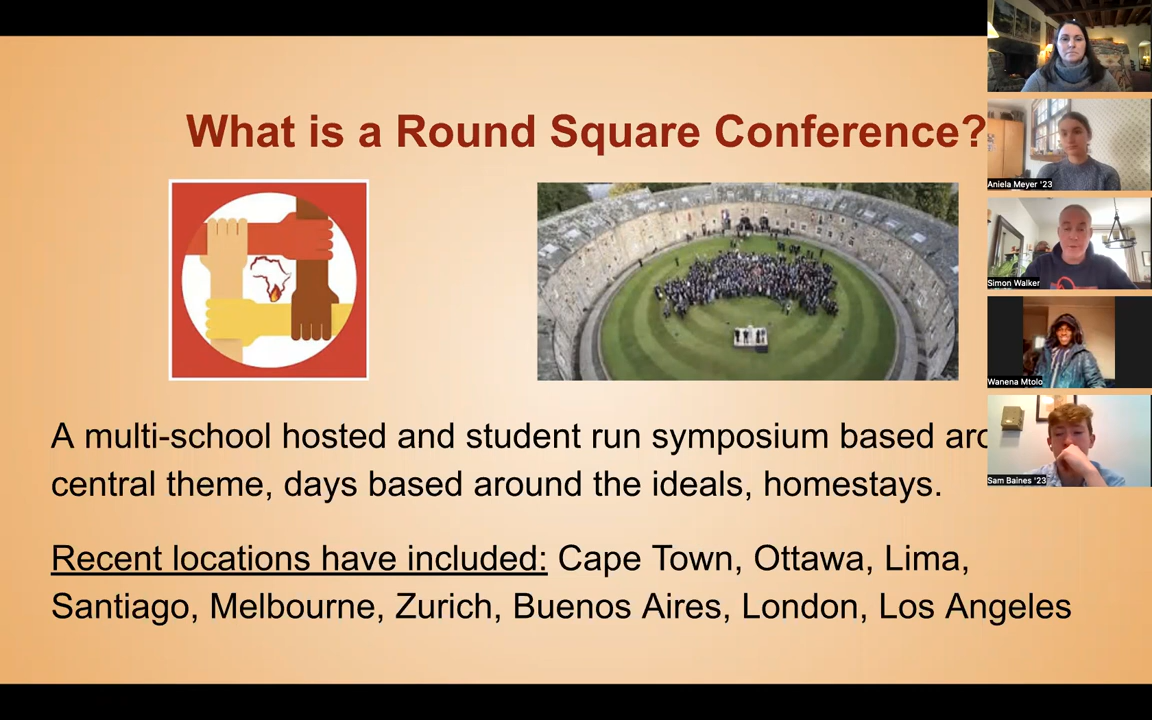 What is a Round Square Conference?
A multi-school hosted and student run symposium based
central theme, days based around the ideals, homestays.
Recent locations have included: Cape Town, Ottawa, Lima,
Santiago, Melbourne, Zurich, Buenos Aires, London, Los Angeles
Aniela Meyer '23
Simon Walker
Wanena Mtolo
Sam Baines '23